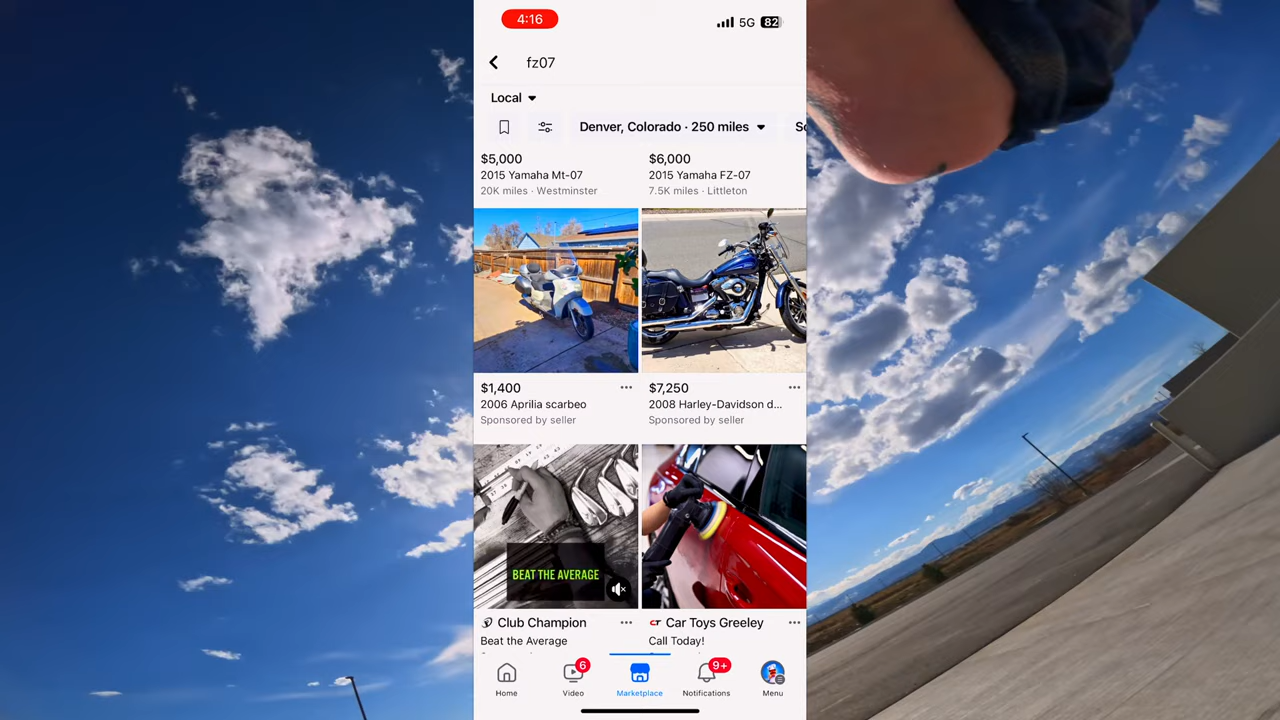 4:16
5G 82
fz07
Local
Denver, Colorado · 250 miles
$5,000
2015 Yamaha Mt-07
20K miles · Westminster
$6,000
2015 Yamaha FZ-07
7.5K miles · Littleton
$1,400
2006 Aprilia scarbeo
Sponsored by seller
$7,250
2008 Harley-Davidson d...
Sponsored by seller
BEAT THE AVERAGE
Club Champion
Beat the Average
Car Toys Greeley
Call Today!
6
9+
Home
Video
Marketplace
Notifications
Menu